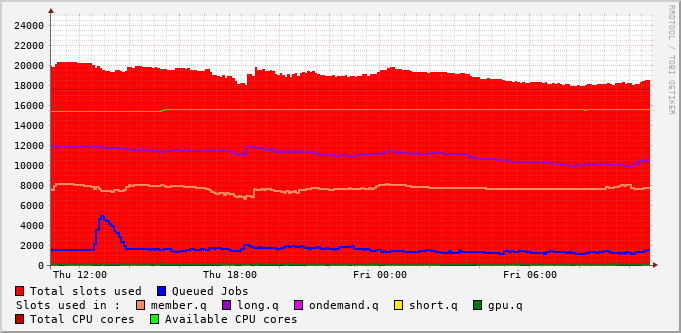 RRDTOOL / TOBI OETIKER
24000
22000
20000
18000
16000
14000
12000
10000
8000
6000
4000
2000
0
Thu 12:00 Thu 18:00 Fri 00:00 Fri 06:00
Total slots used Queued Jobs
Slots used in : member.q long.q ondemand.q short.q gpu.q
Total CPU cores Available CPU cores